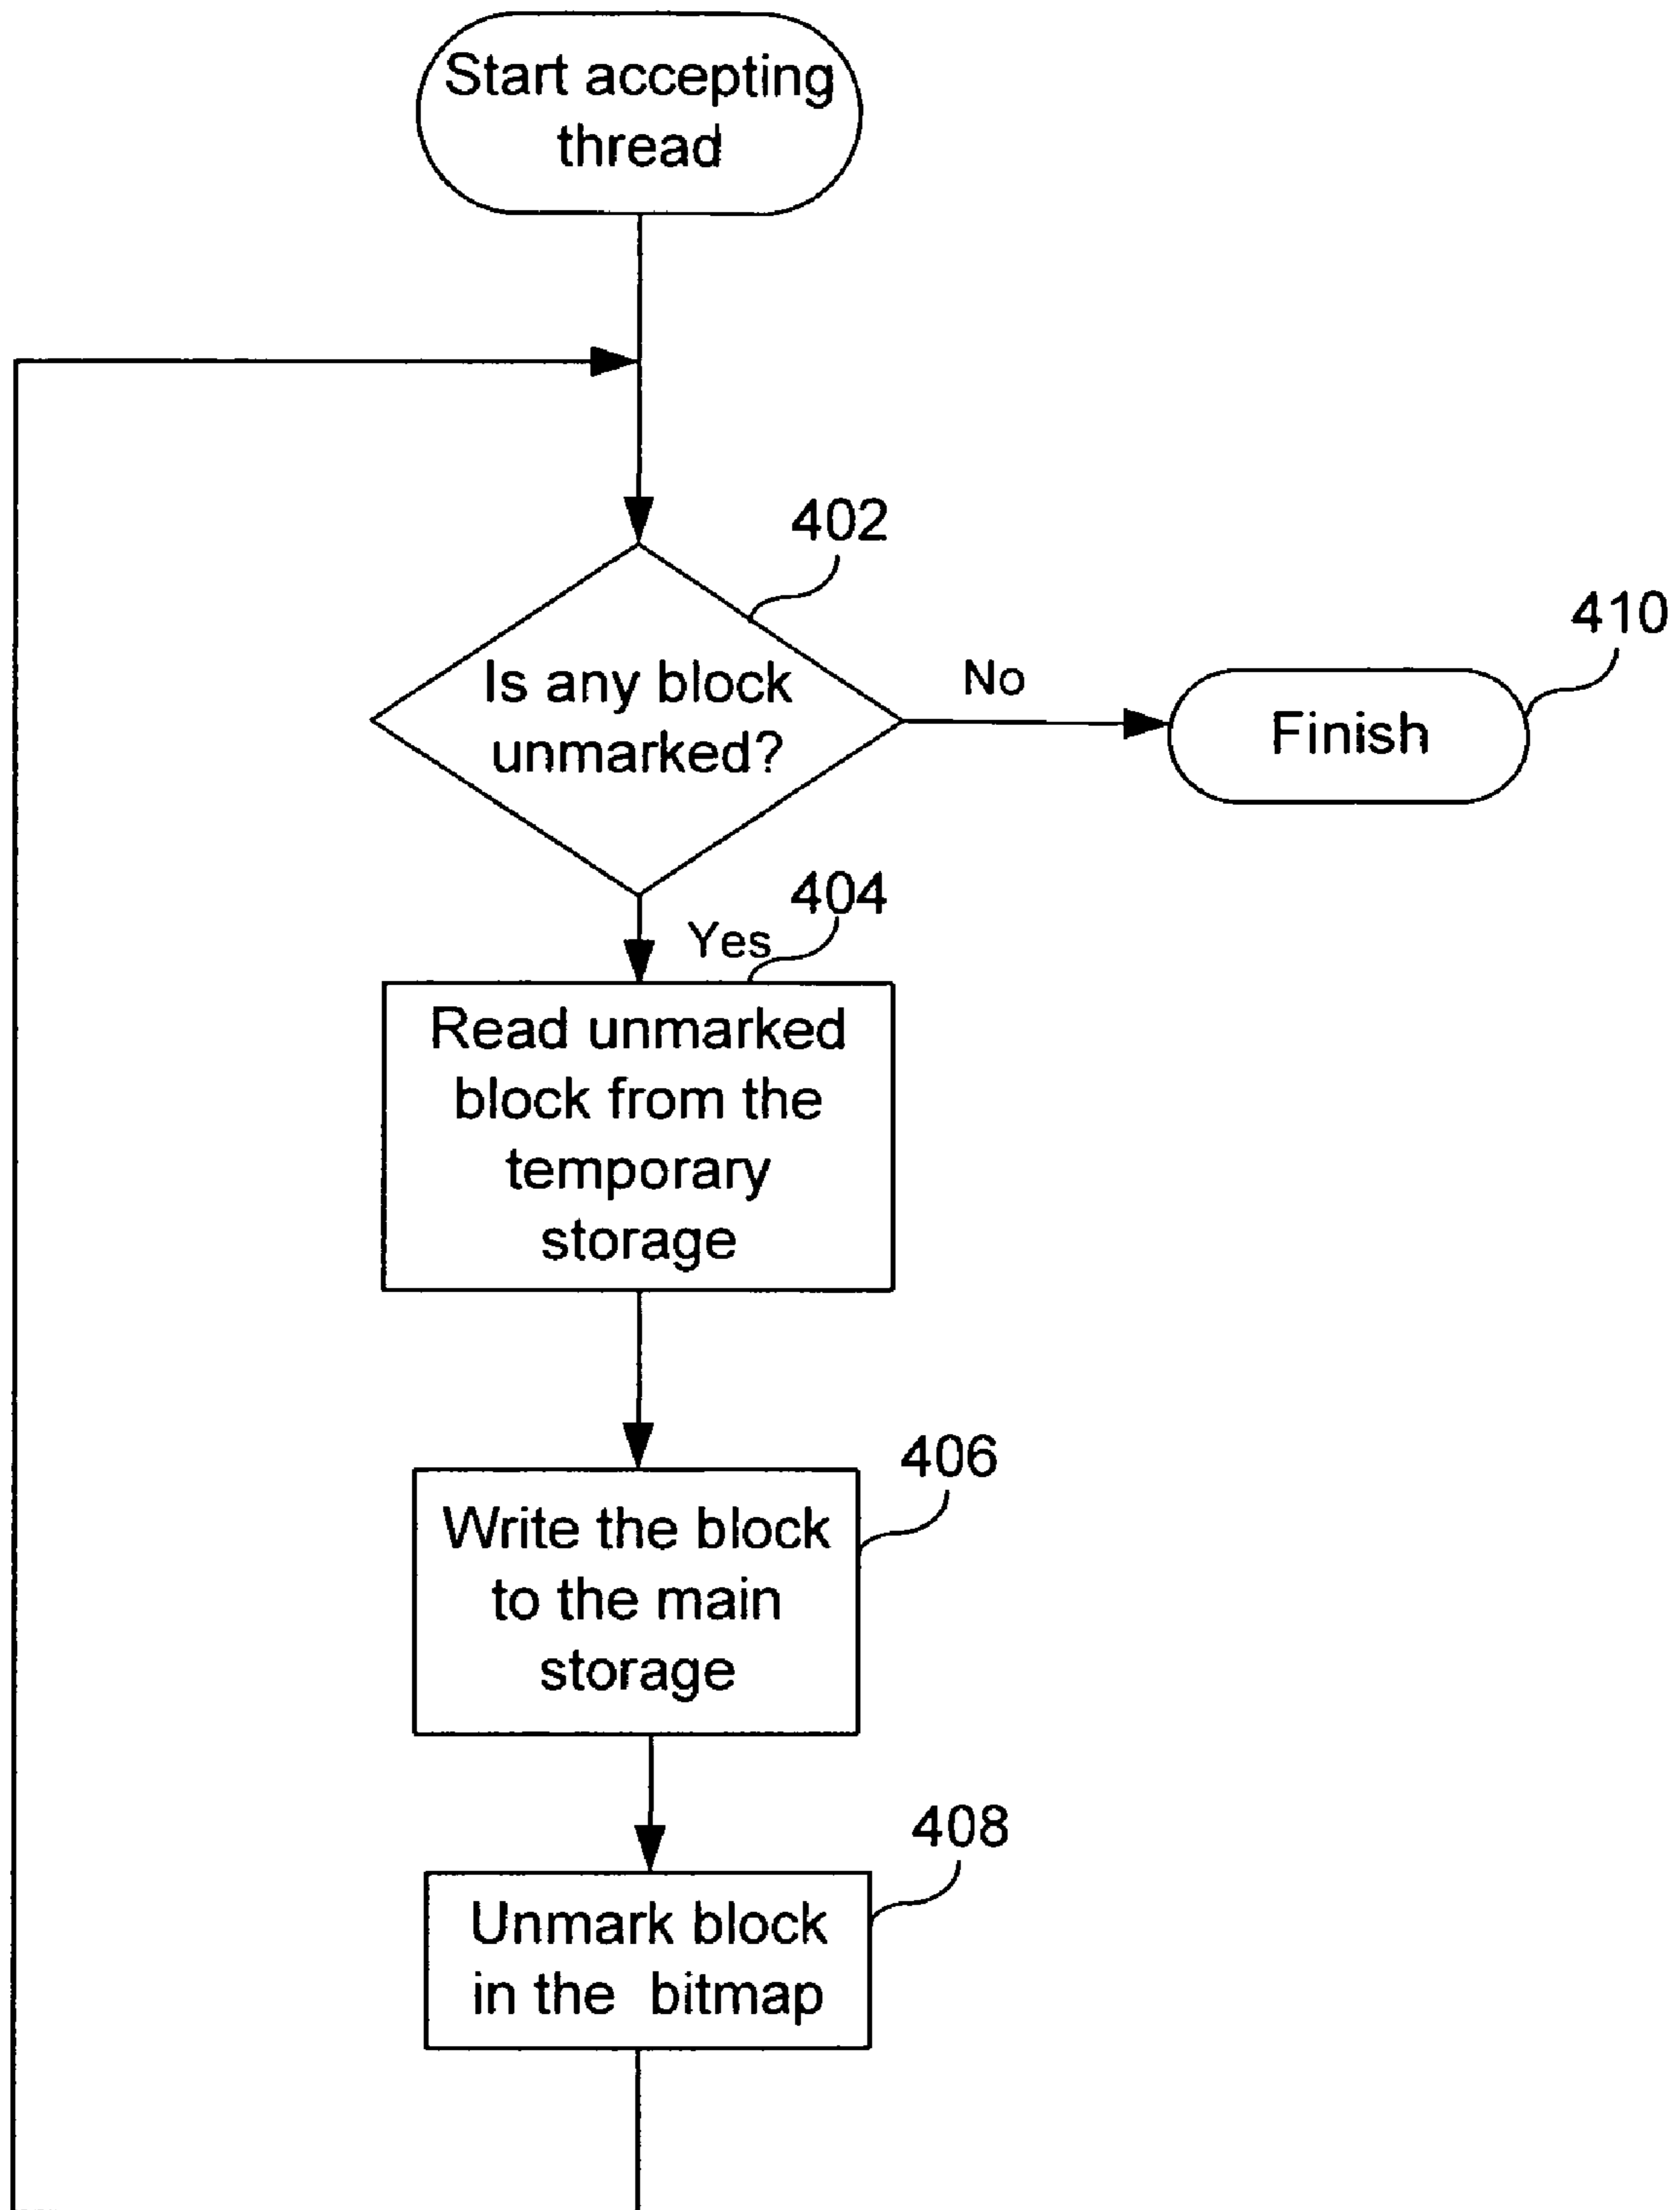 Start accepting
thread
402
410
Is any block
unmarked?
No
Finish
404
Yes
Read unmarked
block from the
temporary
storage
406
Write the block
to the main
storage
408
Unmark block
in the bitmap